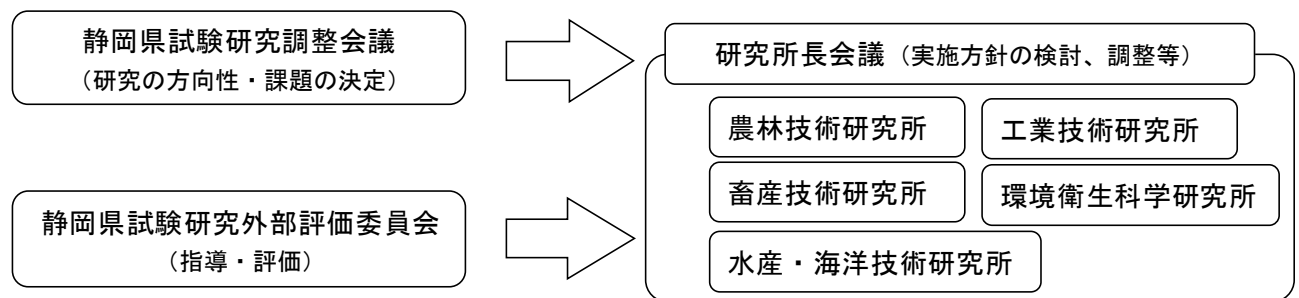 静岡県試験研究調整会議
（研究の方向性・課題の決定）
静岡県試験研究外部評価委員会
（指導・評価）
研究所長会議（実施方針の検討、調整等）
農林技術研究所
工業技術研究所
畜産技術研究所
環境衛生科学研究所
水産・海洋技術研究所